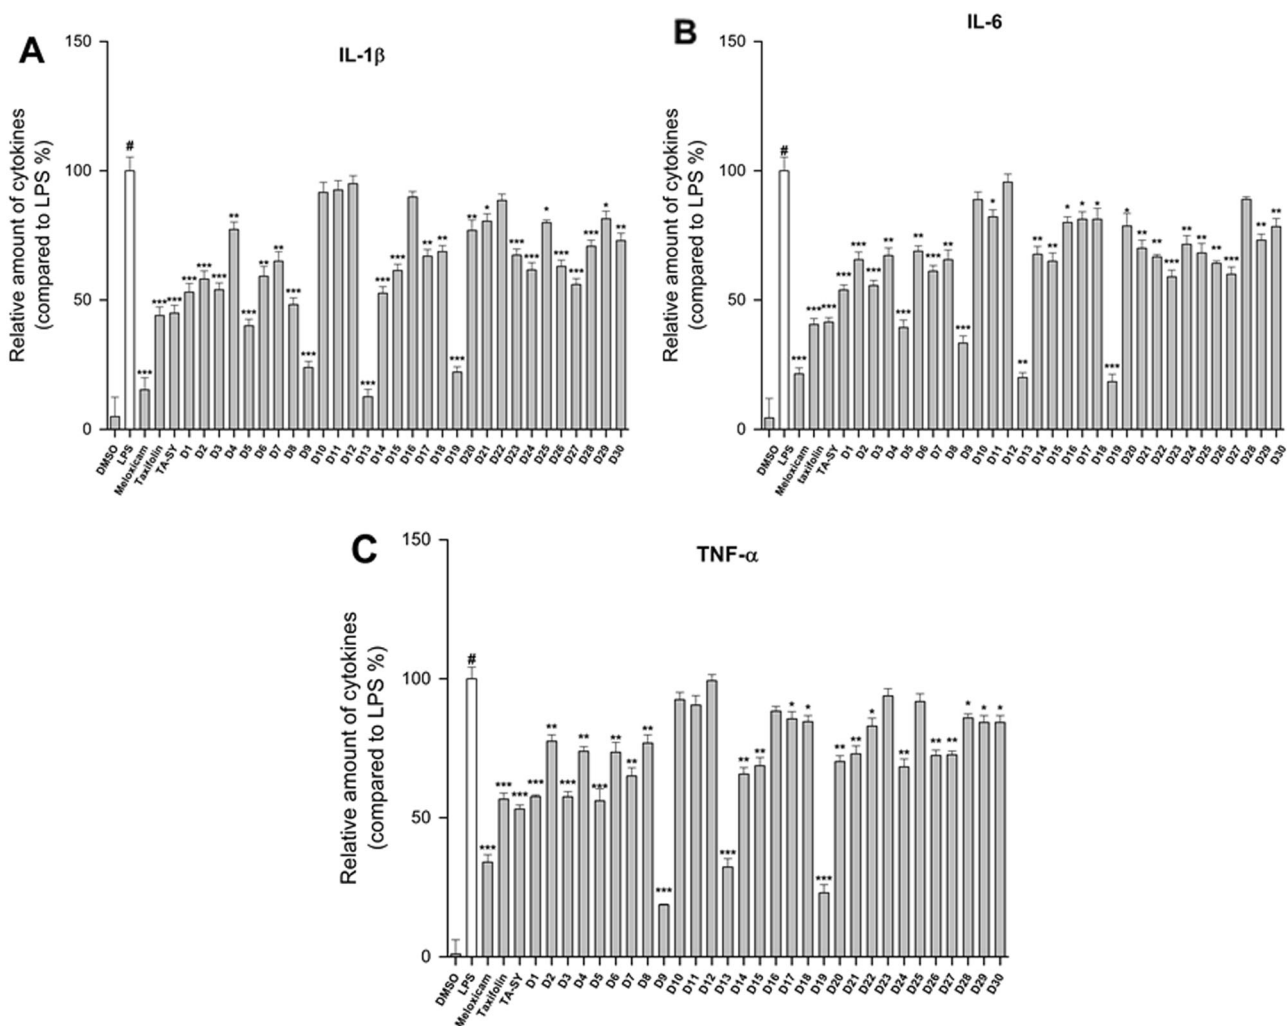 A
IL-1β
Relative amount of cytokines
(compared to LPS %)
150
100
50
0
#
*** *** *** *** *** *** ** *** ** ** *** *** *** *** *** ** ** *** ** * *** *** * *** *** *** * **
DMSO LPS Meloxicam Taxifolin TA-SY D1 D2 D3 D4 D5 D6 D7 D8 D9 D10 D11 D12 D13 D14 D15 D16 D17 D18 D19 D20 D21 D22 D23 D24 D25 D26 D27 D28 D29 D30
B
IL-6
Relative amount of cytokines
(compared to LPS %)
150
100
50
0
#
*** *** *** *** *** *** ** *** ** *** ** *** * ** ** ** * * * *** * ** ** *** ** ** ** *** ** **
DMSO LPS Meloxicam taxifolin TA-SY D1 D2 D3 D4 D5 D6 D7 D8 D9 D10 D11 D12 D13 D14 D15 D16 D17 D18 D19 D20 D21 D22 D23 D24 D25 D26 D27 D28 D29 D30
C
TNF-α
Relative amount of cytokines
(compared to LPS %)
150
100
50
0
#
*** *** *** *** ** *** ** *** ** ** ** *** *** ** ** * * *** ** ** * ** ** ** * * *
DMSO LPS Meloxicam Taxifolin TA-SY D1 D2 D3 D4 D5 D6 D7 D8 D9 D10 D11 D12 D13 D14 D15 D16 D17 D18 D19 D20 D21 D22 D23 D24 D25 D26 D27 D28 D29 D30